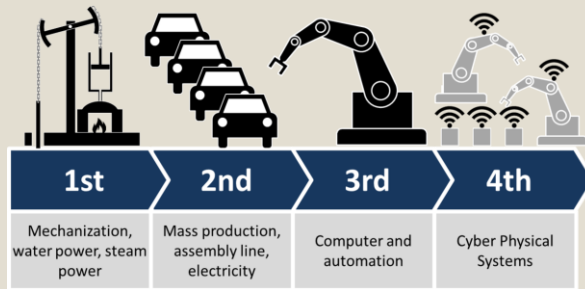 1st
2nd
3rd
4th
Mechanization,
water power, steam
power
Mass production,
assembly line,
electricity
Computer and
automation
Cyber Physical
Systems